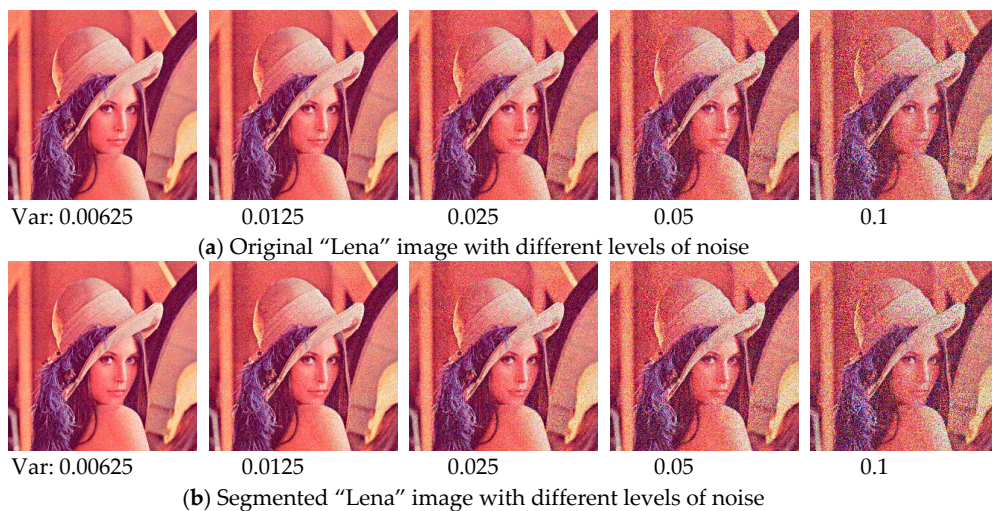 Var: 0.00625 0.0125 0.025 0.05 0.1
(a) Original “Lena” image with different levels of noise
Var: 0.00625 0.0125 0.025 0.05 0.1
(b) Segmented “Lena” image with different levels of noise